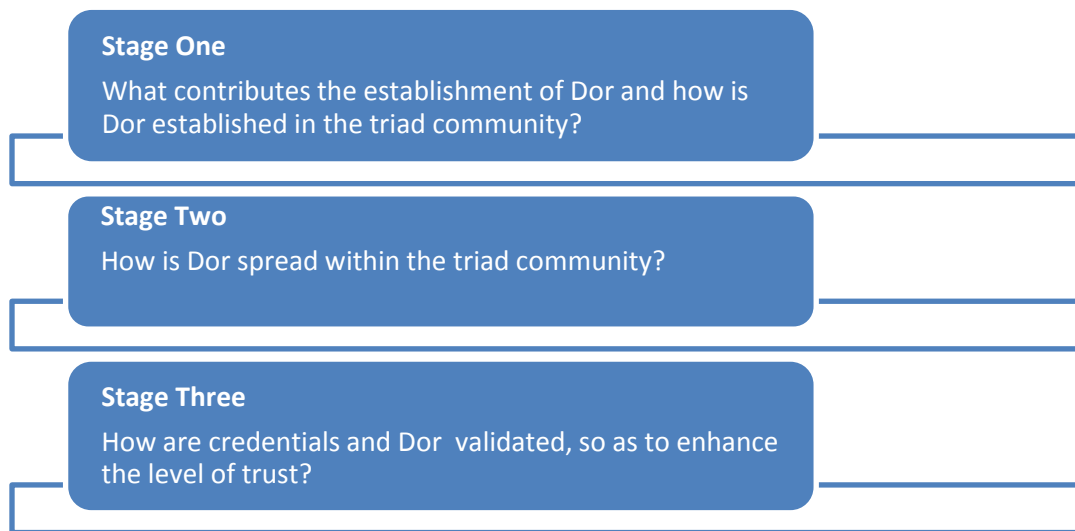 Stage One
What contributes the establishment of Dor and how is
Dor established in the triad community?
Stage Two
How is Dor spread within the triad community?
Stage Three
How are credentials and Dor  validated, so as to enhance
the level of trust?